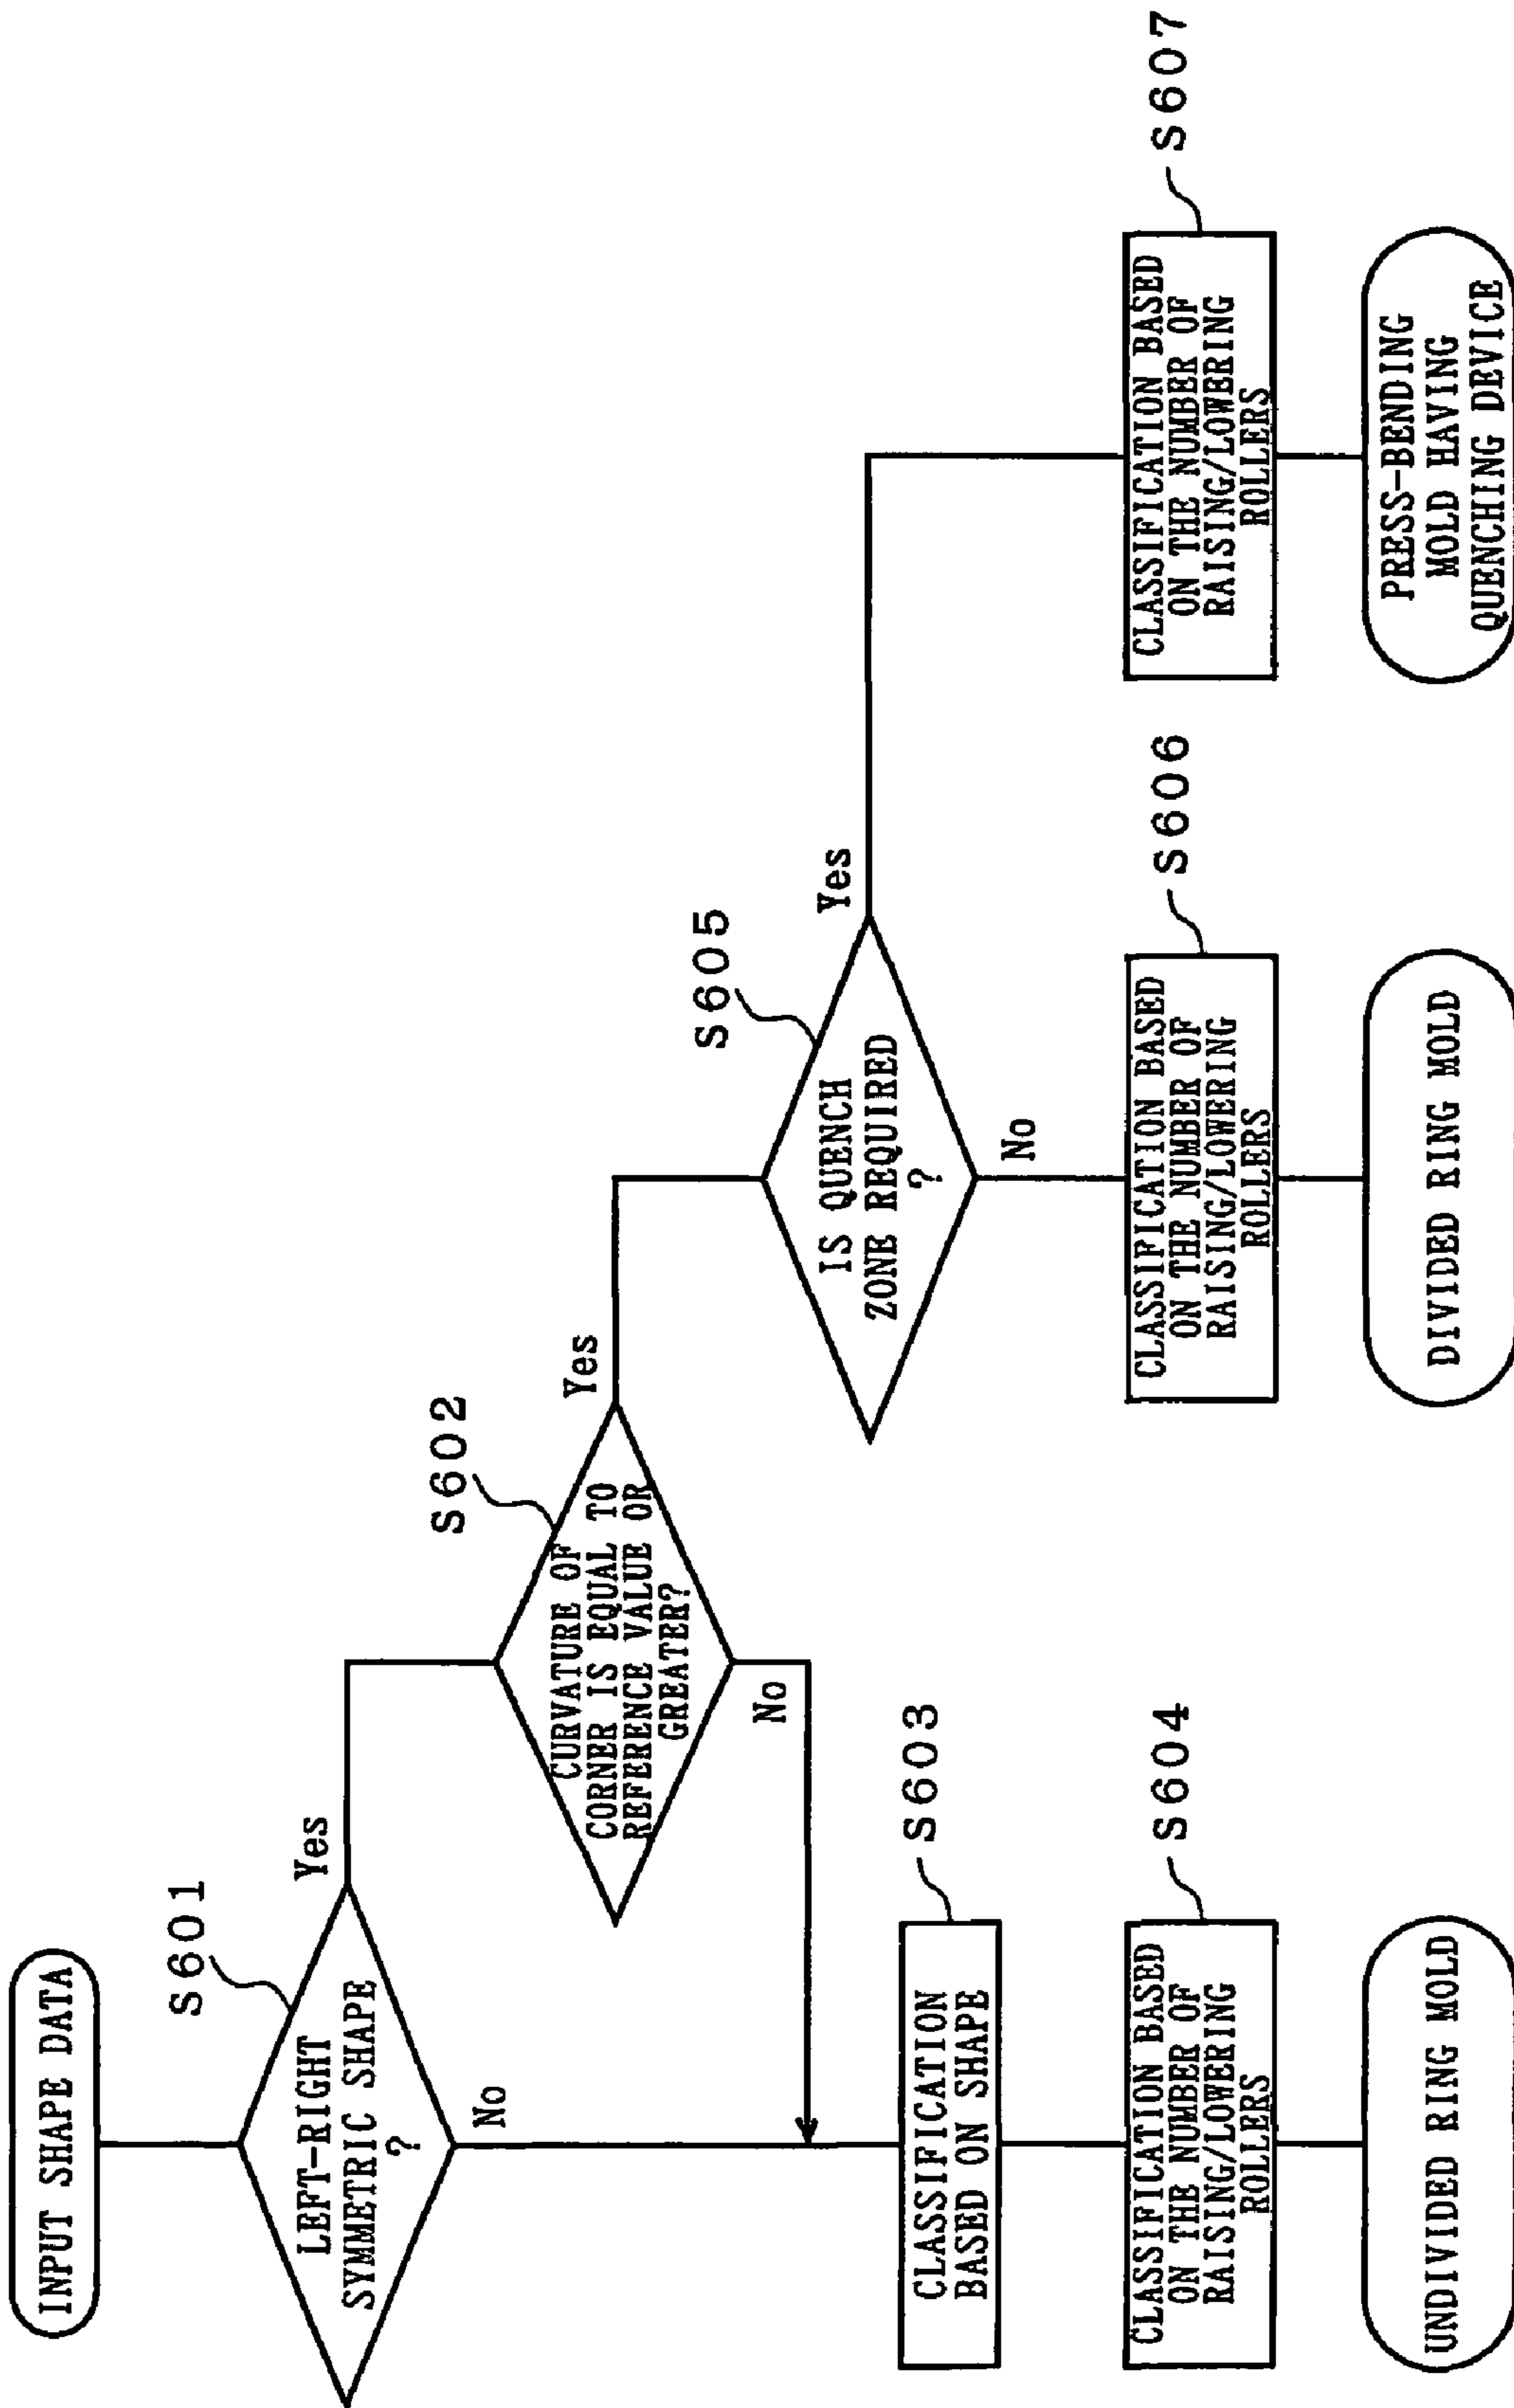 INPUT SHAPE DATA
S601
LEFT-RIGHT
SYMMETRIC SHAPE
?
Yes
No
S602
CURVATURE OF
CORNER IS EQUAL TO
REFERENCE VALUE OR
GREATER?
Yes
No
S605
IS QUENCH
ZONE REQUIRED
?
Yes
No
S603
CLASSIFICATION
BASED ON SHAPE
S604
CLASSIFICATION BASED
ON THE NUMBER OF
RAISING/LOWERING
ROLLERS
S606
CLASSIFICATION BASED
ON THE NUMBER OF
RAISING/LOWERING
ROLLERS
S607
CLASSIFICATION BASED
ON THE NUMBER OF
RAISING/LOWERING
ROLLERS
UNDIVIDED RING MOLD
DIVIDED RING MOLD
PRESS-BENDING
MOLD HAVING
QUENCHING DEVICE